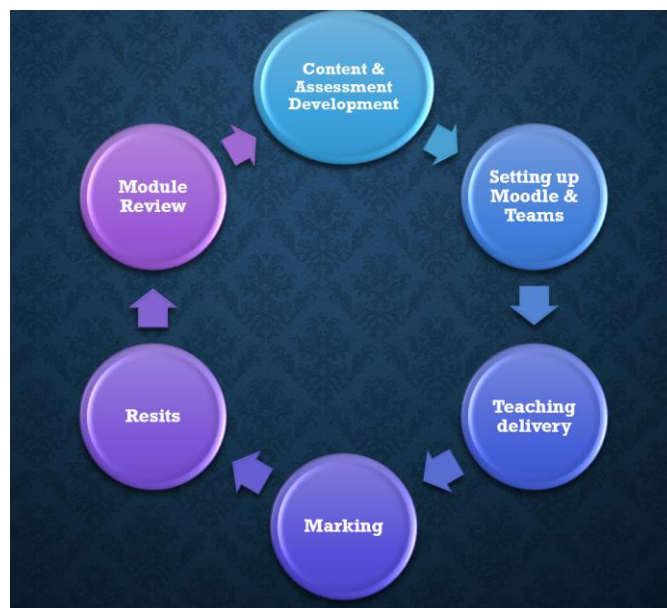 Content &
Assessment
Development
Setting up
Moodle &
Teams
Teaching
delivery
Marking
Resits
Module
Review